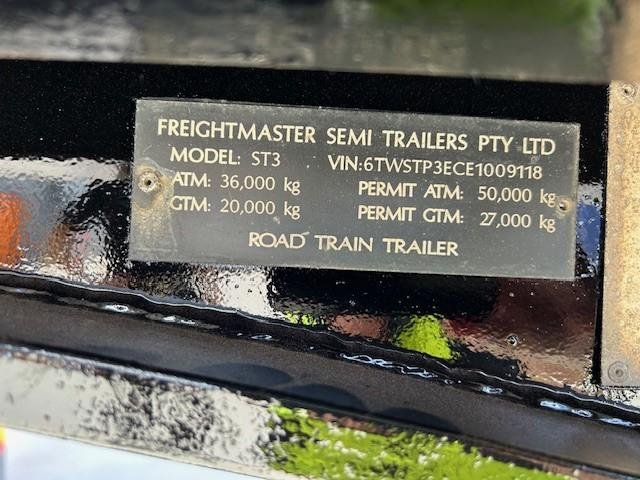 FREIGHTMASTER SEMI TRAILERS PTY LTD
MODEL: ST3 VIN:6TWSTP3ECE1009118
ATM: 36,000 kg PERMIT ATM: 50,000 kg
GTM: 20,000 kg PERMIT GTM: 27,000 kg
ROAD TRAIN TRAILER